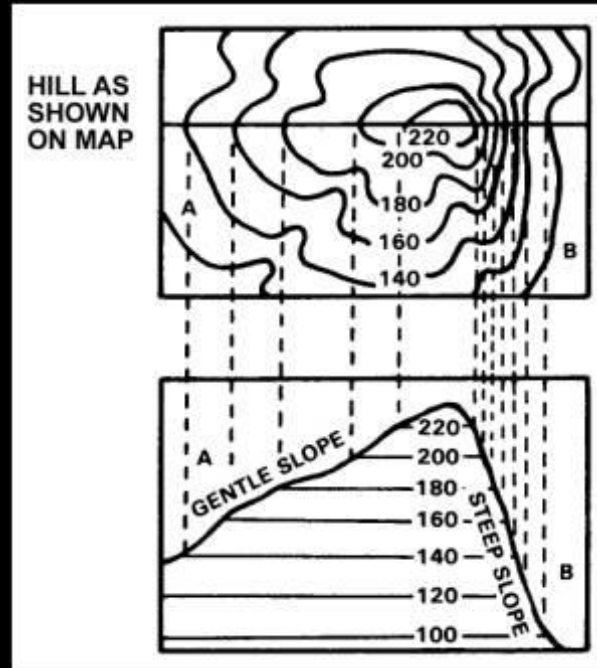 HILL AS
SHOWN
ON MAP
220
200
A
180
160
B
140
220
A
200
GENTLE SLOPE
180
STEEP SLOPE
160
140
B
120
100